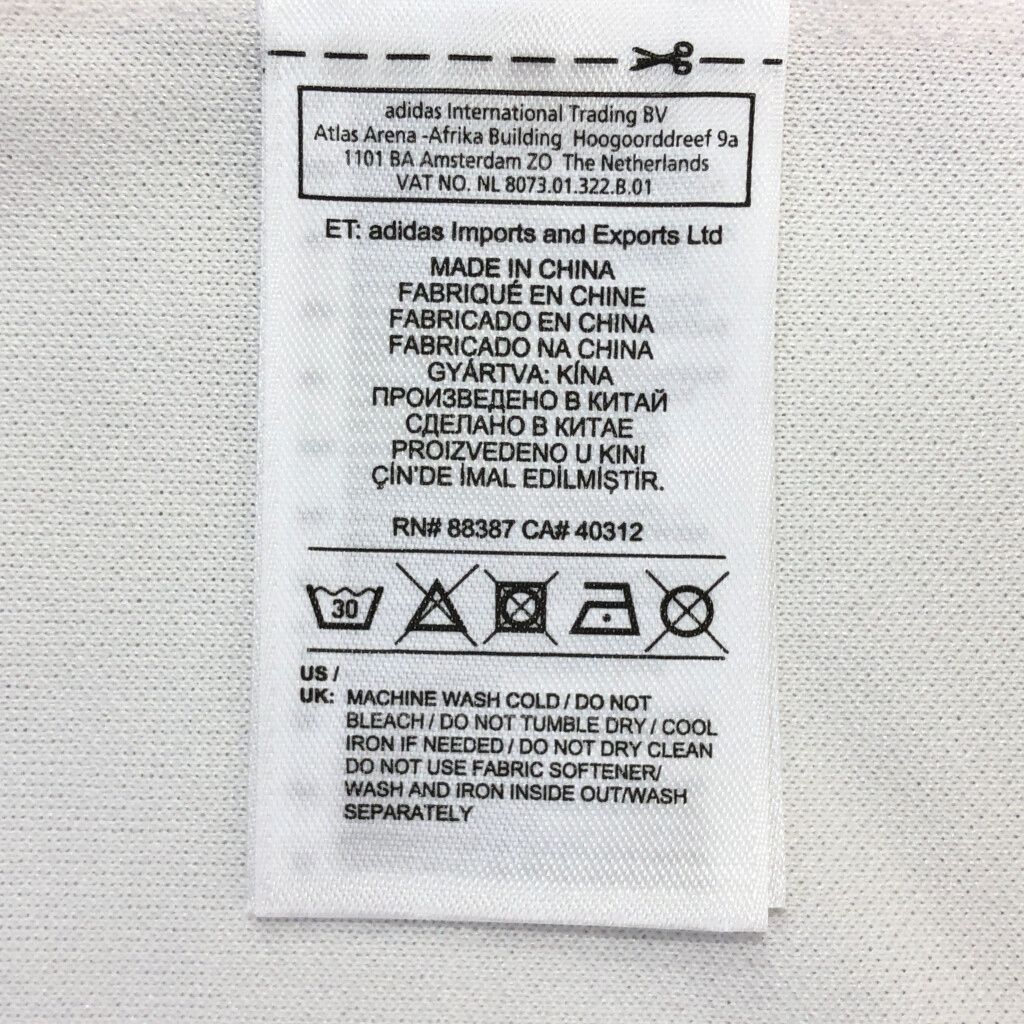 adidas International Trading BV
Atlas Arena -Afrika Building Hoogoorddreef 9a
1101 BA Amsterdam ZO The Netherlands
VAT NO. NL 8073.01.322.B.01
ET: adidas Imports and Exports Ltd
MADE IN CHINA
FABRIQUÉ EN CHINE
FABRICADO EN CHINA
FABRICADO NA CHINA
GYÁRTVA: KÍNA
ПРОИЗВЕДЕНО В КИТАЙ
СДЕЛАНО В КИТАЕ
PROIZVEDENO U KINI
ÇİN'DE İMAL EDİLMİŞTİR.
RN# 88387 CA# 40312
30
US /
UK: MACHINE WASH COLD / DO NOT
BLEACH / DO NOT TUMBLE DRY / COOL
IRON IF NEEDED / DO NOT DRY CLEAN
DO NOT USE FABRIC SOFTENER/
WASH AND IRON INSIDE OUT/WASH
SEPARATELY